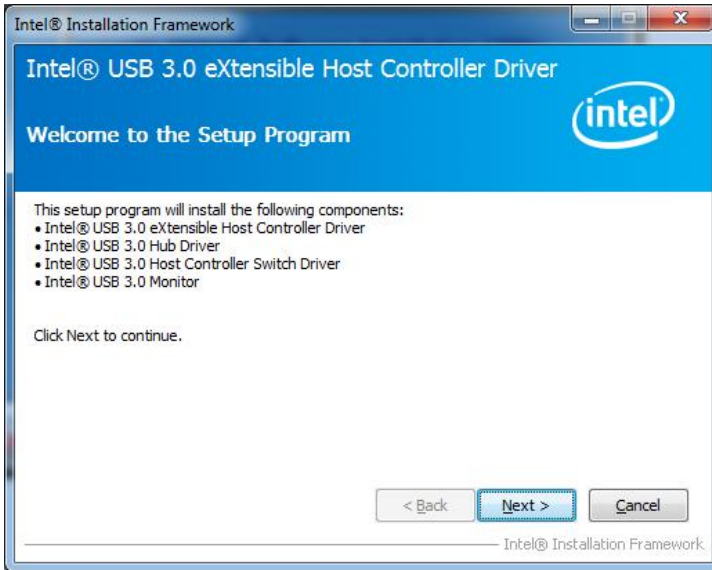 Intel® Installation Framework
Intel® USB 3.0 eXtensible Host Controller Driver
intel
Welcome to the Setup Program
This setup program will install the following components:
• Intel® USB 3.0 eXtensible Host Controller Driver
• Intel® USB 3.0 Hub Driver
• Intel® USB 3.0 Host Controller Switch Driver
• Intel® USB 3.0 Monitor
Click Next to continue.
< Back Next > Cancel
Intel® Installation Framework